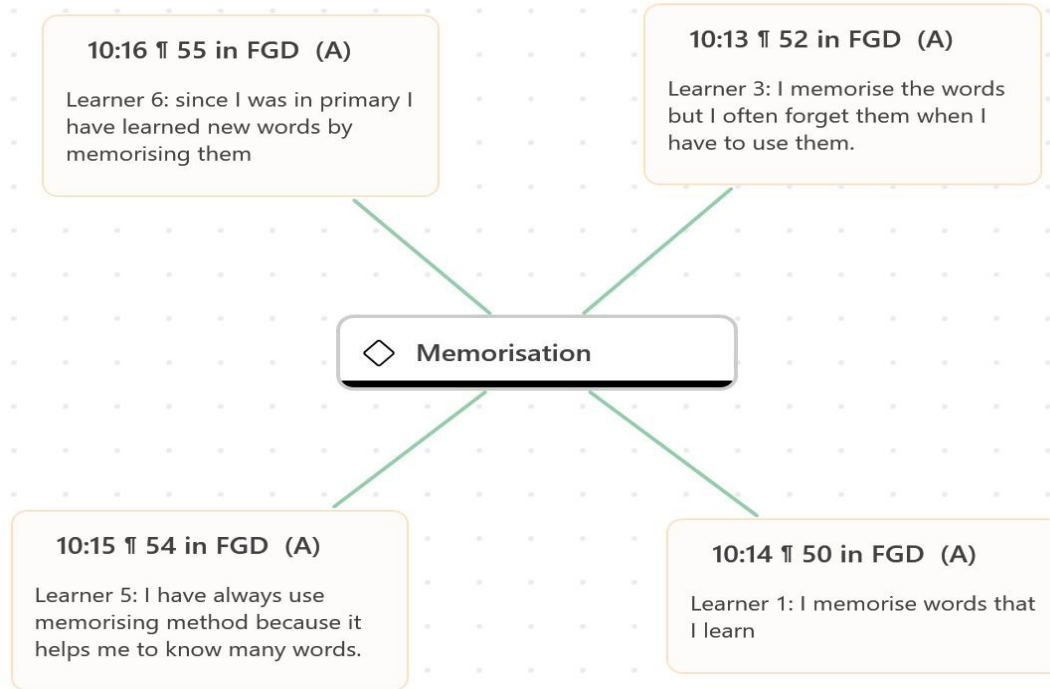 10:16 ¶ 55 in FGD (A)
Learner 6: since I was in primary I
have learned new words by
memorising them
10:13 ¶ 52 in FGD (A)
Learner 3: I memorise the words
but I often forget them when I
have to use them.
Memorisation
10:15 ¶ 54 in FGD (A)
Learner 5: I have always use
memorising method because it
helps me to know many words.
10:14 ¶ 50 in FGD (A)
Learner 1: I memorise words that
I learn